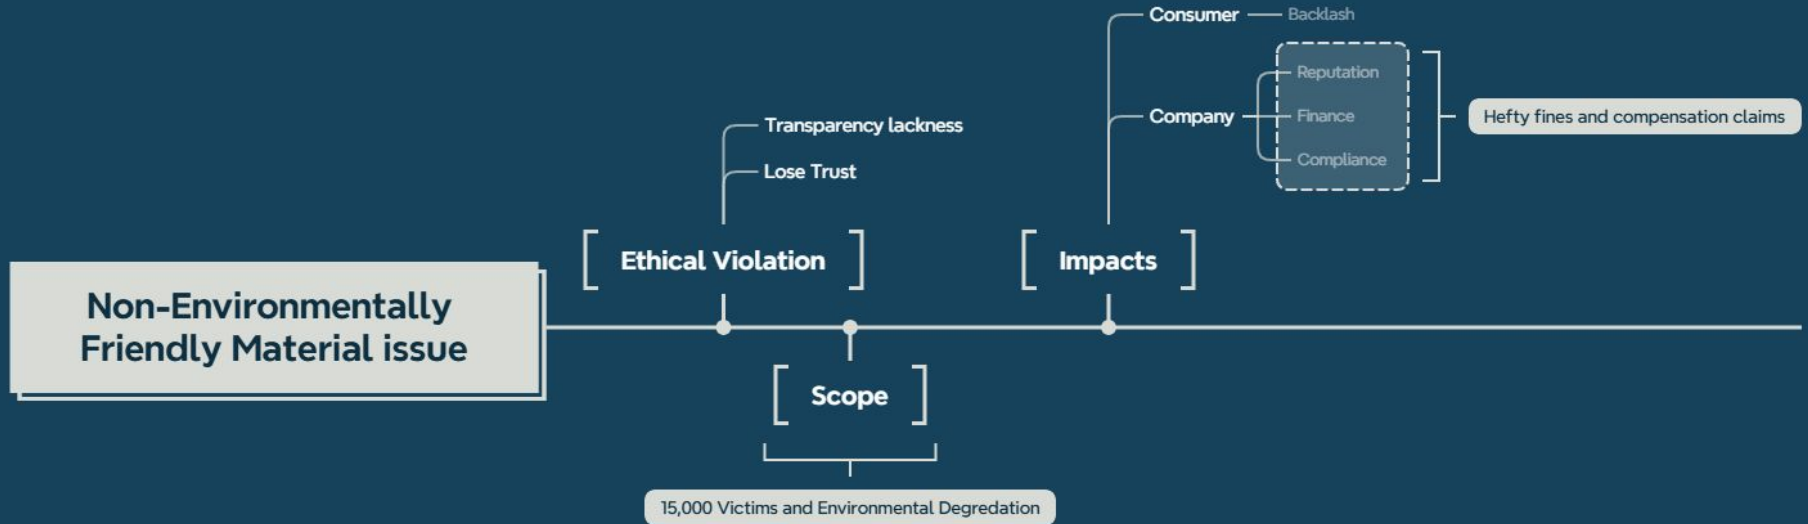 Non-Environmentally
Friendly Material issue
Ethical Violation
Transparency lackness
Lose Trust
Scope
15,000 Victims and Environmental Degredation
Impacts
Consumer
Backlash
Company
Reputation
Finance
Compliance
Hefty fines and compensation claims